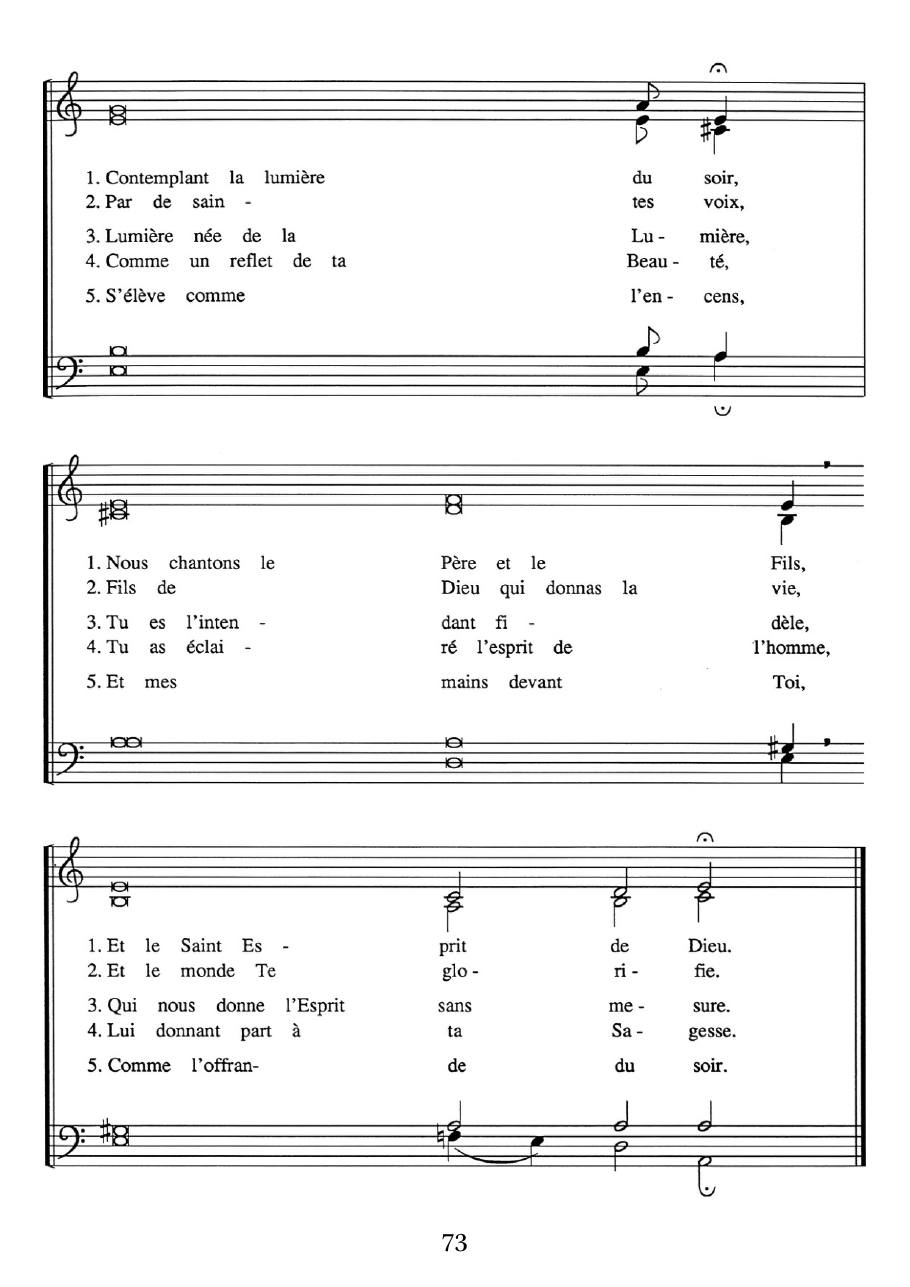 1. Contemplant la lumière du soir,
2. Par de sain - tes voix,
3. Lumière née de la Lu - mière,
4. Comme un reflet de ta Beau - té,
5. S'élève comme l'en - cens,
1. Nous chantons le Père et le Fils,
2. Fils de Dieu qui donnas la vie,
3. Tu es l'inten - dant fi - dèle,
4. Tu as éclai - ré l'esprit de l'homme,
5. Et mes mains devant Toi,
1. Et le Saint Es - prit de Dieu.
2. Et le monde Te glo - ri - fie.
3. Qui nous donne l'Esprit sans me - sure.
4. Lui donnant part à ta Sa - gesse.
5. Comme l'offran- de du soir.
73